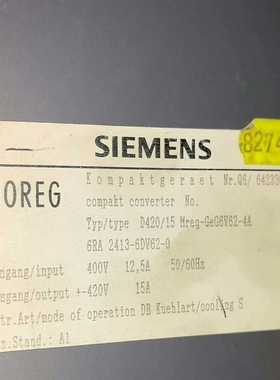 SIEMENS
8274
OREG
Kompaktgeraet Nr.Q6/
compakt converter No.
Typ/type D420/15 Mreg-GeG6V62-4A
6RA 2413-6DV62-0
ngang/input 400V 12,5A 50/60Hz
gang/output +-420V 15A
tr.Art/mode of operation DB Kuehlart/cooling S
z.Stand.: A1